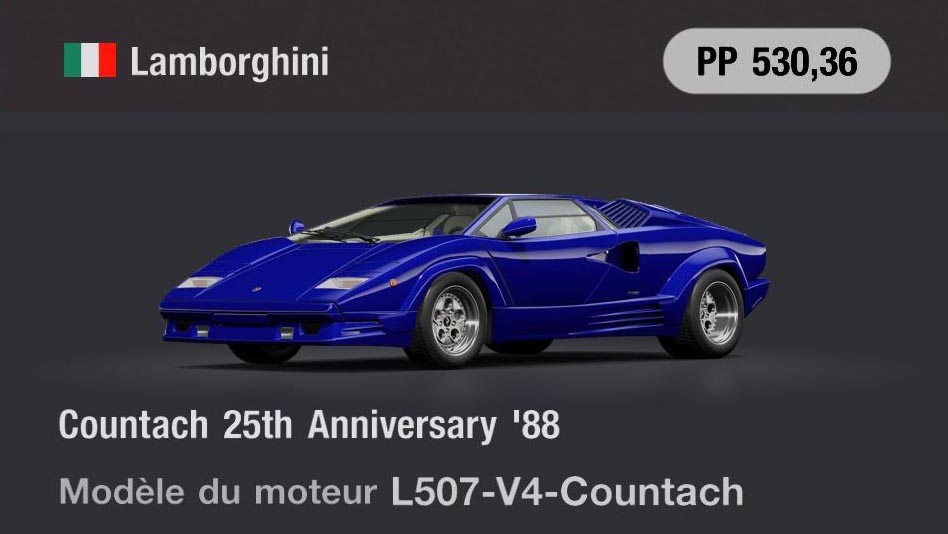 Lamborghini
PP 530,36
Countach 25th Anniversary '88
Modèle du moteur L507-V4-Countach